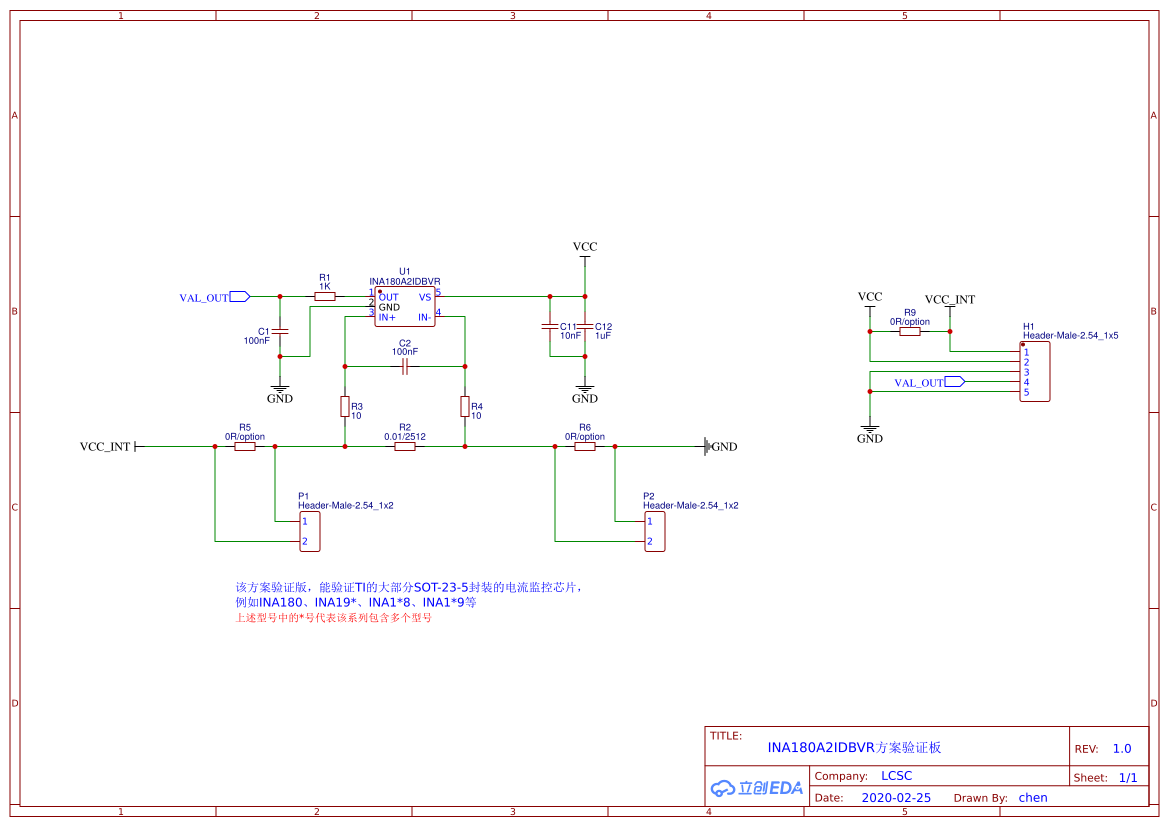 1 2 3 4 5
A A
B B
C C
D D
VCC
U1
INA180A2IDBVR
R1
1K
VAL_OUT
1 OUT VS 5
2 GND
3 IN+ IN- 4
C1
100nF
C2
100nF
C11
10nF
C12
1uF
GND
GND
R3
10
R4
10
VCC_INT
R5
0R/option
R2
0.01/2512
R6
0R/option
GND
P1
Header-Male-2.54_1x2
1
2
P2
Header-Male-2.54_1x2
1
2
VCC
VCC_INT
R9
0R/option
H1
Header-Male-2.54_1x5
1
2
3
VAL_OUT 4
5
GND
该方案验证版，能验证TI的大部分SOT-23-5封装的电流监控芯片，
例如INA180、INA19*、INA1*8、INA1*9等
上述型号中的*号代表该系列包含多个型号
TITLE:
INA180A2IDBVR方案验证板
REV: 1.0
立创EDA
Company: LCSC
Sheet: 1/1
Date: 2020-02-25 Drawn By: chen
1 2 3 4 5